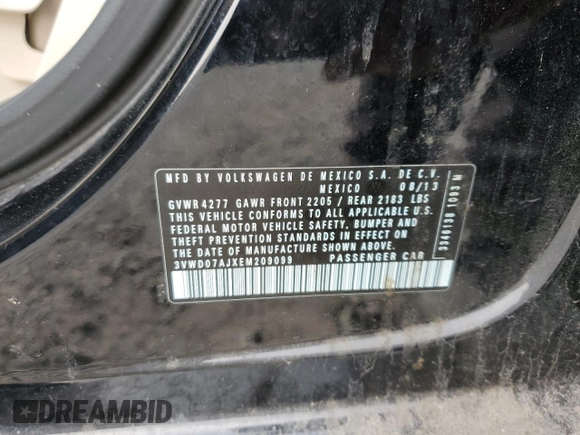 MFD BY VOLKSWAGEN DE MEXICO S.A. DE C.V.
MEXICO 08/13
GVWR 4277 GAWR FRONT 2205 / REAR 2183 LBS
THIS VEHICLE CONFORMS TO ALL APPLICABLE U.S.
FEDERAL MOTOR VEHICLE SAFETY, BUMPER AND
THEFT PREVENTION STANDARDS IN EFFECT ON
THE DATE OF MANUFACTURE SHOWN ABOVE.
3VWD07AJXEM209099 PASSENGER CAR
DREAMBID